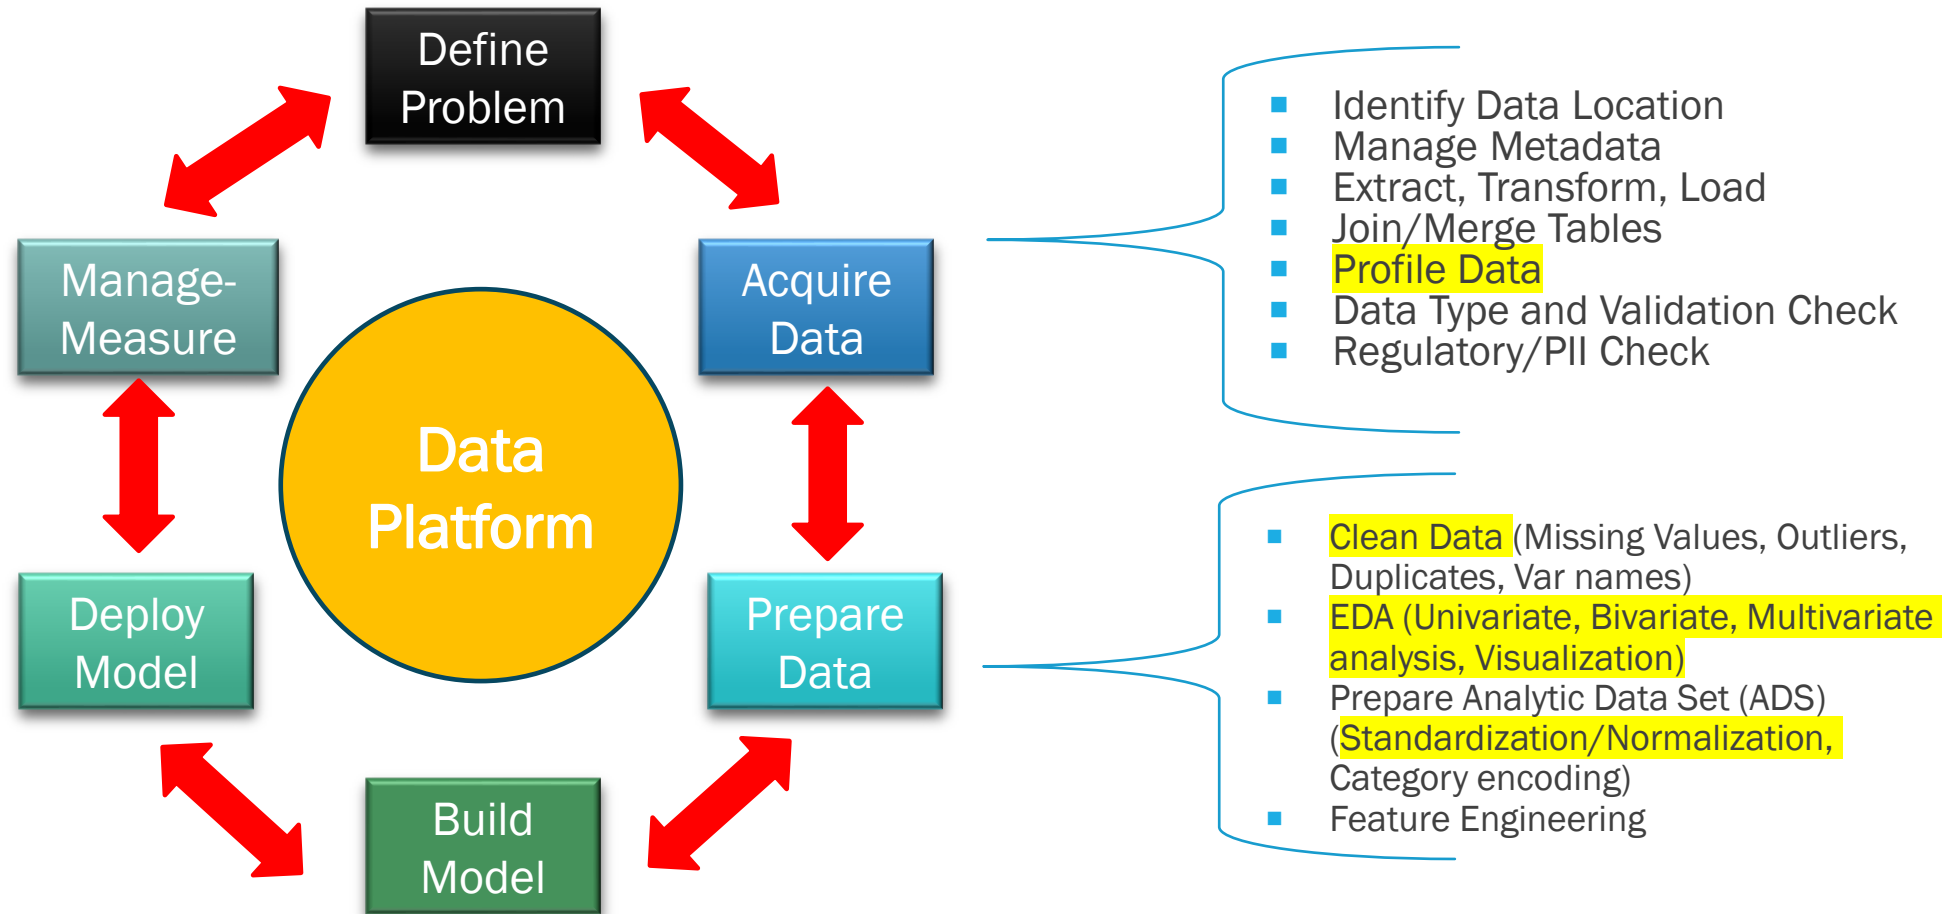 Define
Problem
Manage-
Measure
Acquire
Data
Data
Platform
Deploy
Model
Prepare
Data
Build
Model
Identify Data Location
Manage Metadata
Extract, Transform, Load
Join/Merge Tables
Profile Data
Data Type and Validation Check
Regulatory/PII Check
Clean Data (Missing Values, Outliers,
Duplicates, Var names)
EDA (Univariate, Bivariate, Multivariate
analysis, Visualization)
Prepare Analytic Data Set (ADS)
(Standardization/Normalization,
Category encoding)
Feature Engineering